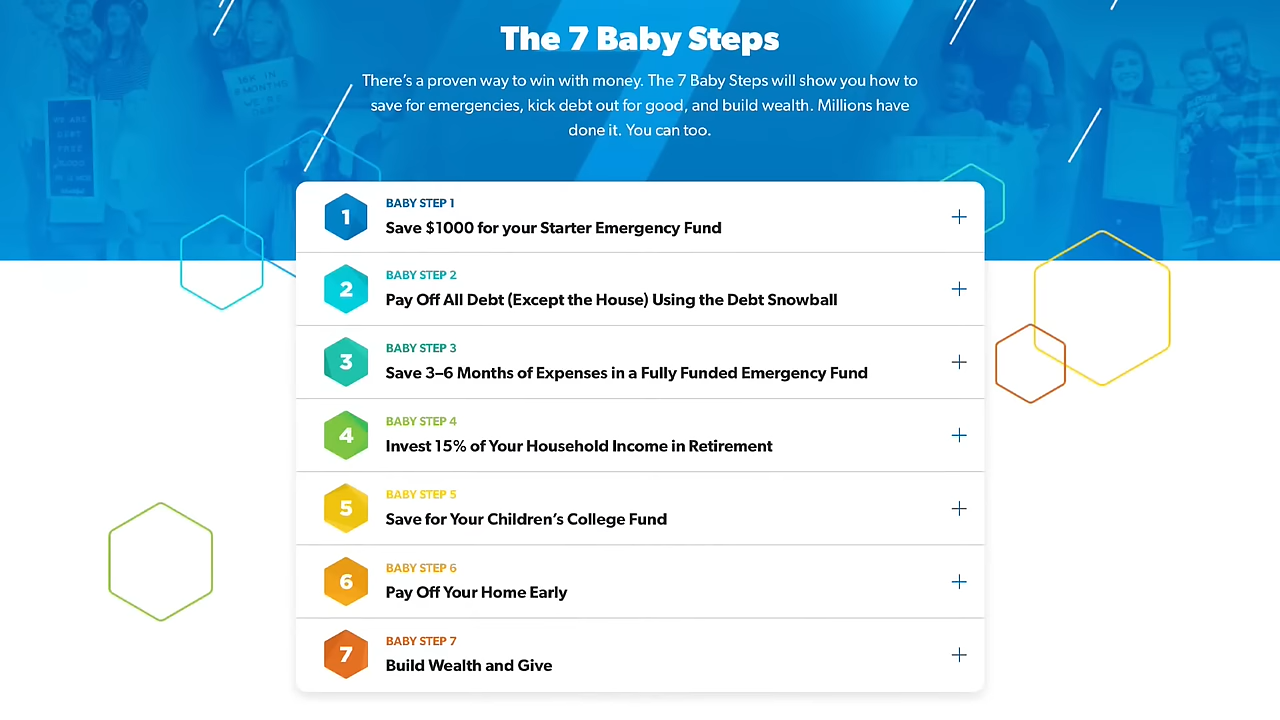 The 7 Baby Steps
There's a proven way to win with money. The 7 Baby Steps will show you how to
save for emergencies, kick debt out for good, and build wealth. Millions have
done it. You can too.
WE ARE
DEBT
FREE
1
BABY STEP 1
Save $1000 for your Starter Emergency Fund
2
BABY STEP 2
Pay Off All Debt (Except the House) Using the Debt Snowball
3
BABY STEP 3
Save 3–6 Months of Expenses in a Fully Funded Emergency Fund
4
BABY STEP 4
Invest 15% of Your Household Income in Retirement
5
BABY STEP 5
Save for Your Children's College Fund
6
BABY STEP 6
Pay Off Your Home Early
7
BABY STEP 7
Build Wealth and Give